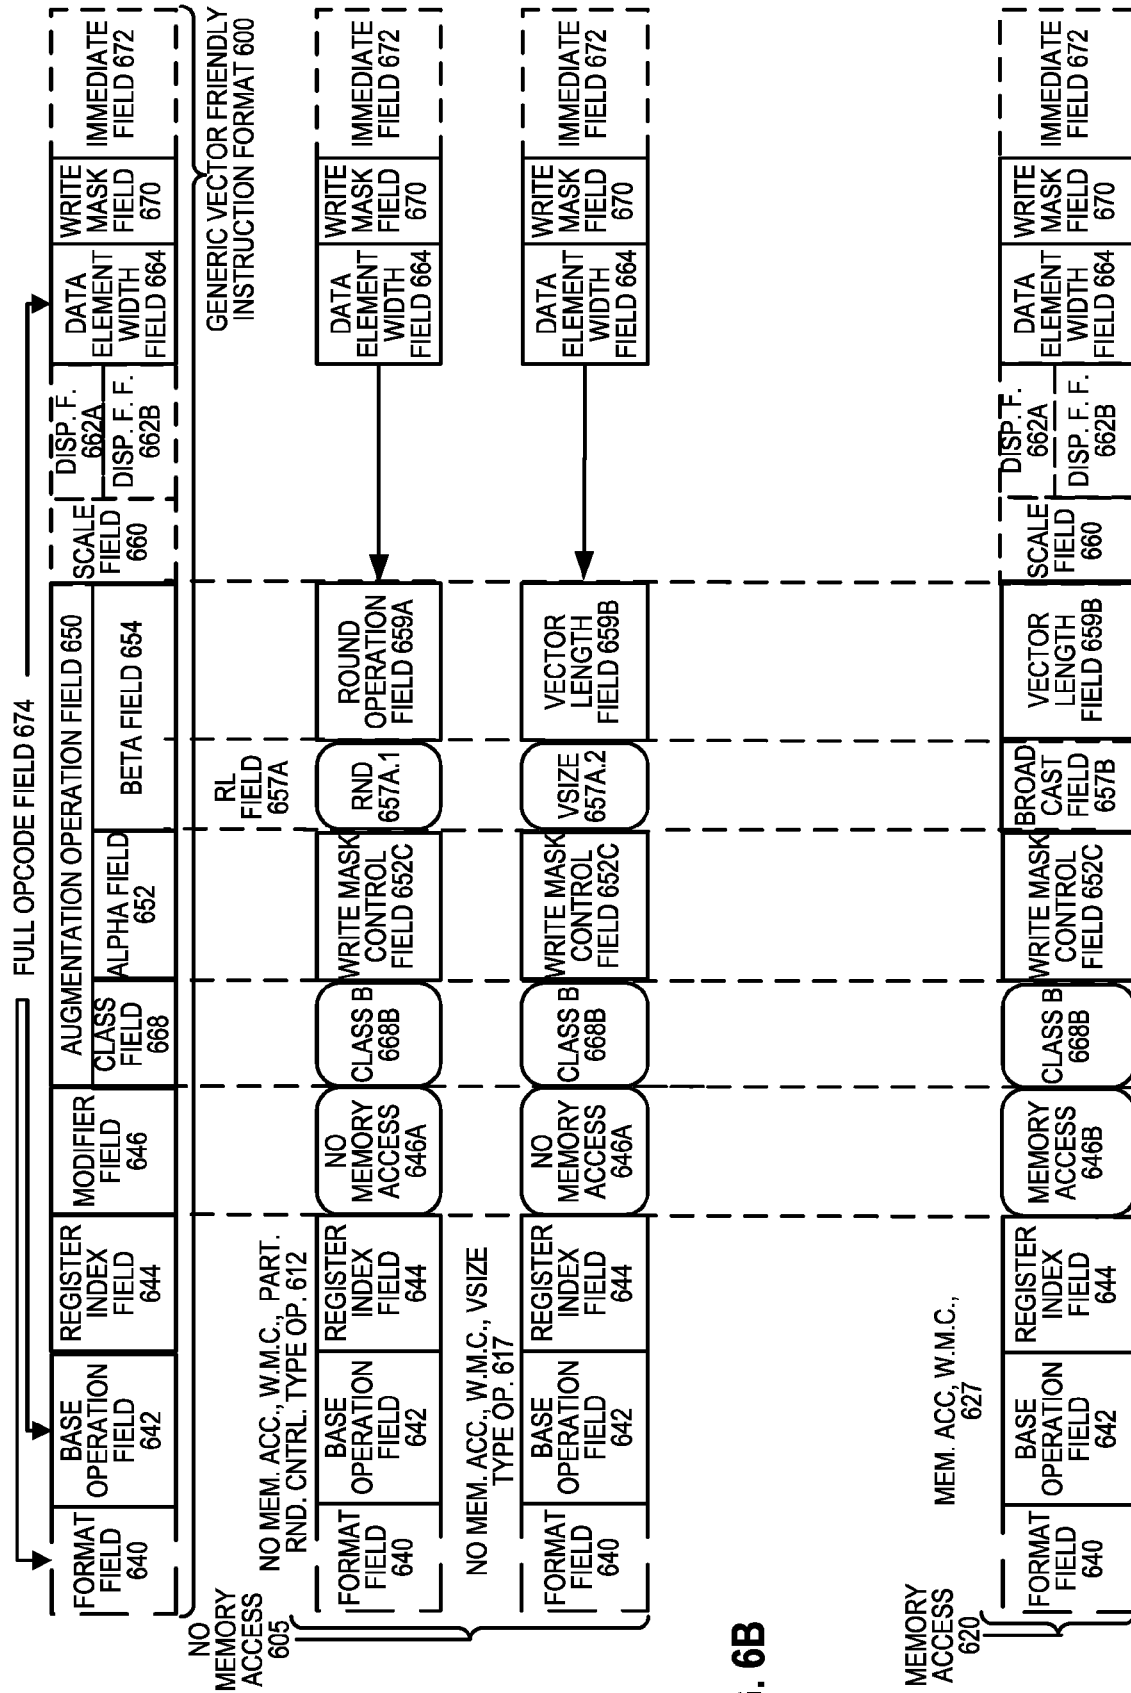 FULL OPCODE FIELD 674
FORMAT
FIELD
640
BASE
OPERATION
FIELD
642
REGISTER
INDEX
FIELD
644
MODIFIER
FIELD
646
AUGMENTATION OPERATION FIELD 650
CLASS
FIELD
668
ALPHA FIELD
652
BETA FIELD 654
SCALE
FIELD
660
DISP. F.
662A
DISP. F. F.
662B
DATA
ELEMENT
WIDTH
FIELD 664
WRITE
MASK
FIELD
670
IMMEDIATE
FIELD 672
GENERIC VECTOR FRIENDLY
INSTRUCTION FORMAT 600
NO
MEMORY
ACCESS
605
NO MEM. ACC., W.M.C., PART.
RND. CNTRL. TYPE OP. 612
RL
FIELD
657A
FORMAT
FIELD
640
BASE
OPERATION
FIELD
642
REGISTER
INDEX
FIELD
644
NO
MEMORY
ACCESS
646A
CLASS B
668B
WRITE MASK
CONTROL
FIELD 652C
RND
657A.1
ROUND
OPERATION
FIELD 659A
DATA
ELEMENT
WIDTH
FIELD 664
WRITE
MASK
FIELD
670
IMMEDIATE
FIELD 672
NO MEM. ACC., W.M.C., VSIZE
TYPE OP. 617
FORMAT
FIELD
640
BASE
OPERATION
FIELD
642
REGISTER
INDEX
FIELD
644
NO
MEMORY
ACCESS
646A
CLASS B
668B
WRITE MASK
CONTROL
FIELD 652C
VSIZE
657A.2
VECTOR
LENGTH
FIELD 659B
DATA
ELEMENT
WIDTH
FIELD 664
WRITE
MASK
FIELD
670
IMMEDIATE
FIELD 672
6B
MEMORY
ACCESS
620
MEM. ACC, W.M.C.,
627
FORMAT
FIELD
640
BASE
OPERATION
FIELD
642
REGISTER
INDEX
FIELD
644
MEMORY
ACCESS
646B
CLASS B
668B
WRITE MASK
CONTROL
FIELD 652C
BROAD
CAST
FIELD
657B
VECTOR
LENGTH
FIELD 659B
SCALE
FIELD
660
DISP. F.
662A
DISP. F. F.
662B
DATA
ELEMENT
WIDTH
FIELD 664
WRITE
MASK
FIELD
670
IMMEDIATE
FIELD 672